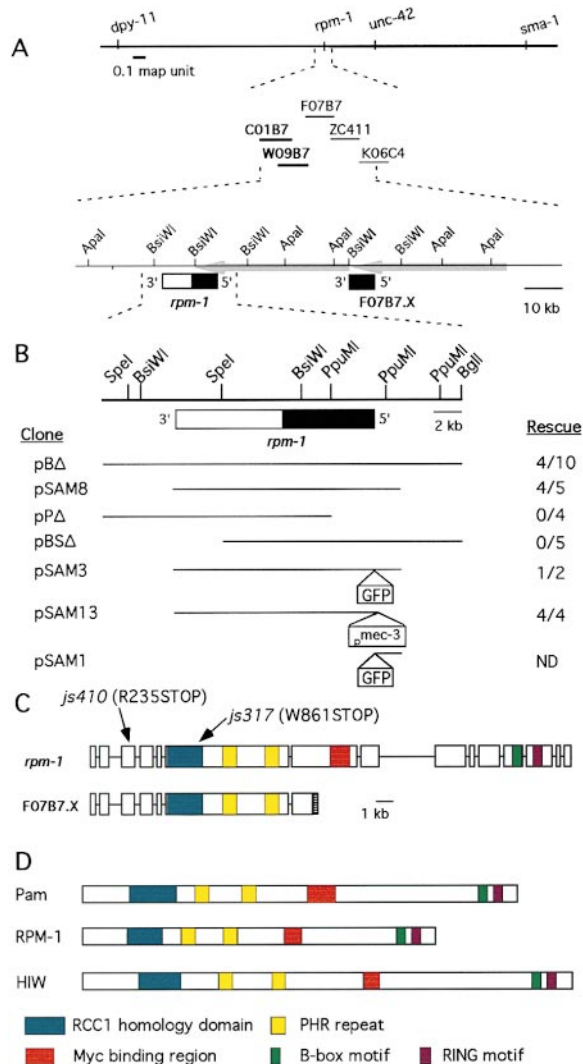 A
dpy-11
rpm-1
unc-42
sma-1
0.1 map unit
F07B7
C01B7
ZC411
W09B7
K06C4
ApaI
BsiWI
BsiWI
BsiWI
ApaI
ApaI
BsiWI
BsiWI
ApaI
ApaI
3'
5'
3'
5'
rpm-1
F07B7.X
10 kb
B
SpeI
BsiWI
SpeI
BsiWI
PpuMI
PpuMI
PpuMI
BglI
3'
5'
rpm-1
2 kb
Clone
Rescue
pBΔ
4/10
pSAM8
4/5
pPΔ
0/4
pBSΔ
0/5
pSAM3
1/2
GFP
pSAM13
4/4
pmec-3
pSAM1
ND
GFP
C
js410 (R235STOP)
js317 (W861STOP)
rpm-1
F07B7.X
1 kb
D
Pam
RPM-1
HIW
RCC1 homology domain
PHR repeat
Myc binding region
B-box motif
RING motif